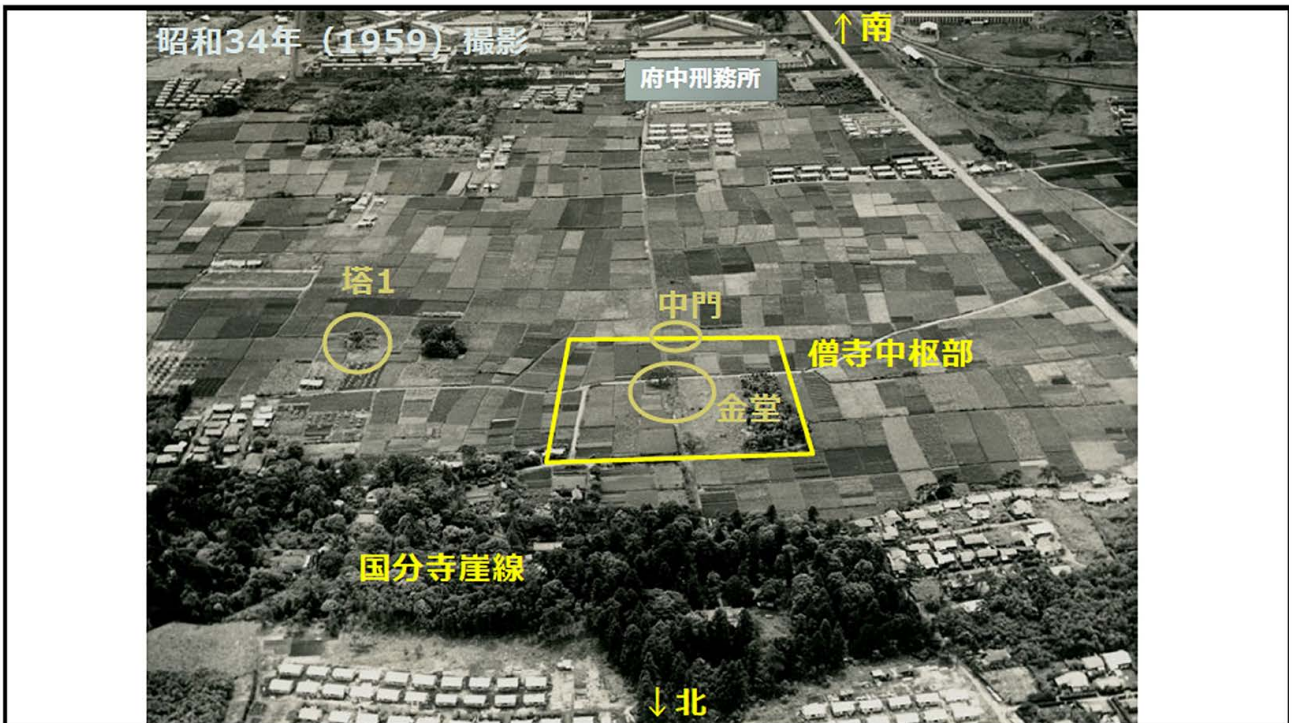 昭和34年（1959）撮影
↑南
府中刑務所
塔1
中門
僧寺中枢部
金堂
国分寺崖線
↓北